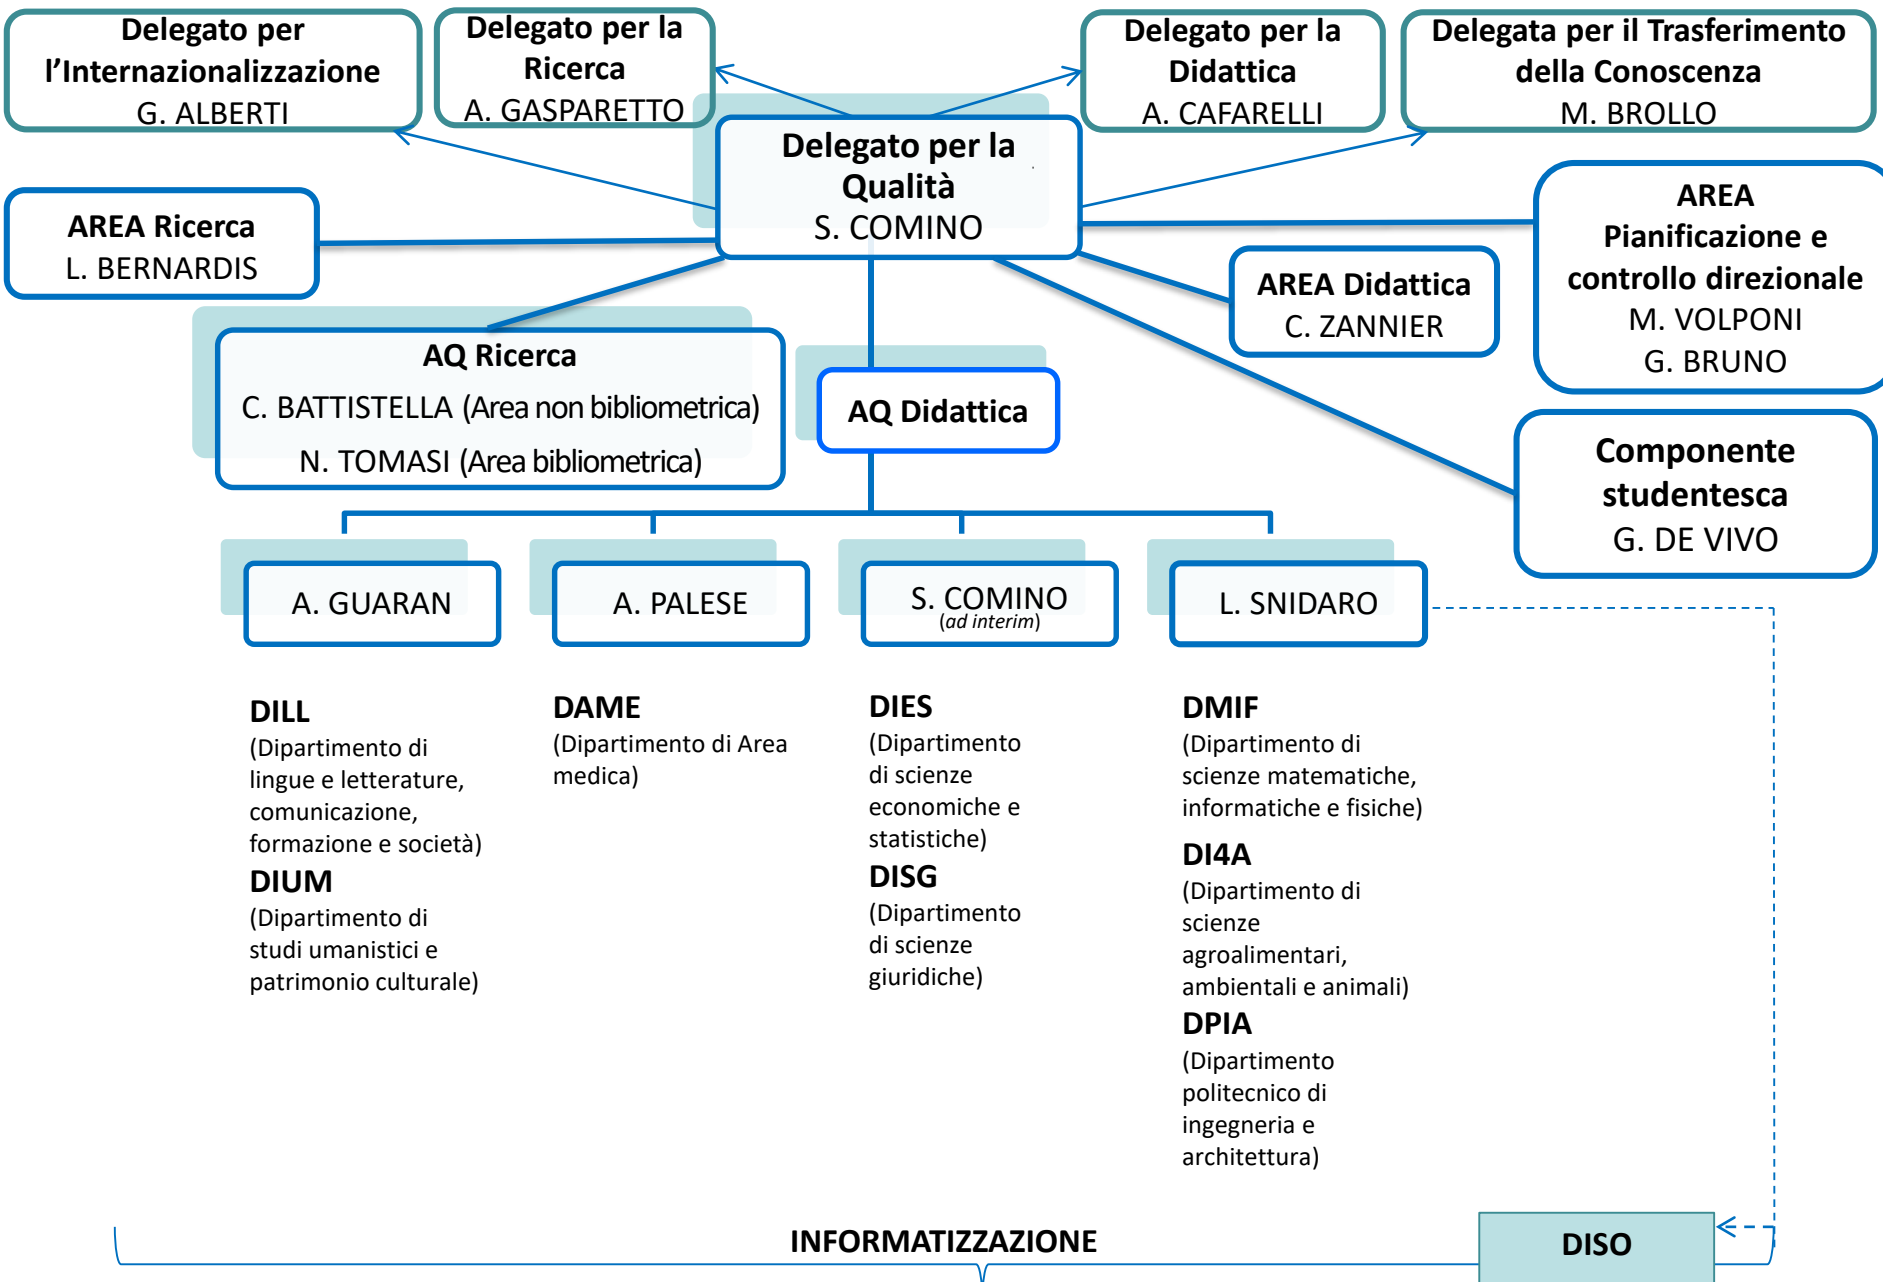 Delegato per
l'Internazionalizzazione
G. ALBERTI
Delegato per la
Ricerca
A. GASPARETTO
Delegato per la
Didattica
A. CAFARELLI
Delegata per il Trasferimento
della Conoscenza
M. BROLLO
Delegato per la
Qualità
S. COMINO
AREA Ricerca
L. BERNARDIS
AREA
Pianificazione e
controllo direzionale
M. VOLPONI
G. BRUNO
AREA Didattica
C. ZANNIER
AQ Ricerca
C. BATTISTELLA (Area non bibliometrica)
N. TOMASI (Area bibliometrica)
AQ Didattica
Componente
studentesca
G. DE VIVO
A. GUARAN
A. PALESE
S. COMINO
(ad interim)
L. SNIDARO
DILL
(Dipartimento di
lingue e letterature,
comunicazione,
formazione e società)
DIUM
(Dipartimento di
studi umanistici e
patrimonio culturale)
DAME
(Dipartimento di Area
medica)
DIES
(Dipartimento
di scienze
economiche e
statistiche)
DISG
(Dipartimento
di scienze
giuridiche)
DMIF
(Dipartimento di
scienze matematiche,
informatiche e fisiche)
DI4A
(Dipartimento di
scienze
agroalimentari,
ambientali e animali)
DPIA
(Dipartimento
politecnico di
ingegneria e
architettura)
INFORMATIZZAZIONE
DISO